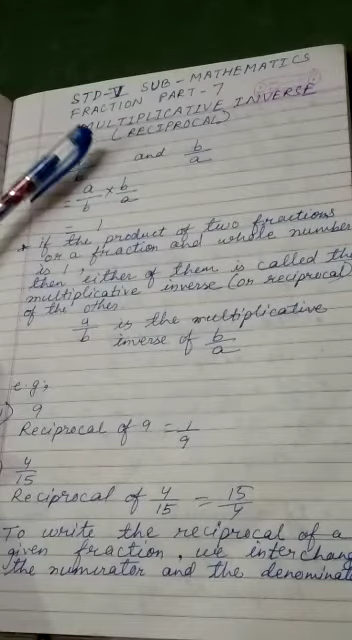 STD-V SUB-MATHEMATICS
FRACTION PART-7
MULTIPLICATIVE INVERSE
(RECIPROCAL)
and b/a
= a/b × b/a
= 1
* if the product of two fractions
or a fraction and whole number
is 1,
then either of them is called the
multiplicative inverse (or reciprocal)
of the other.
a/b is the multiplicative
inverse of b/a
e.g;
9
Reciprocal of 9 = 1/9
4/15
Reciprocal of 4/15 = 15/4
To write the reciprocal of a
given fraction, we interchang
the numerator and the denominat